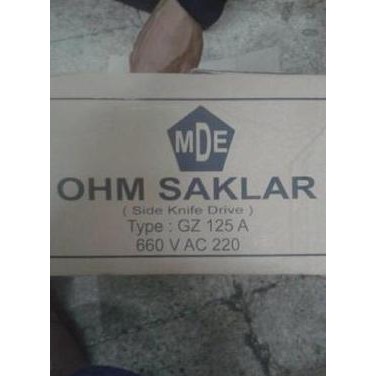 MDE
OHM SAKLAR
( Side Knife Drive )
Type : GZ 125 A
660 V AC 220